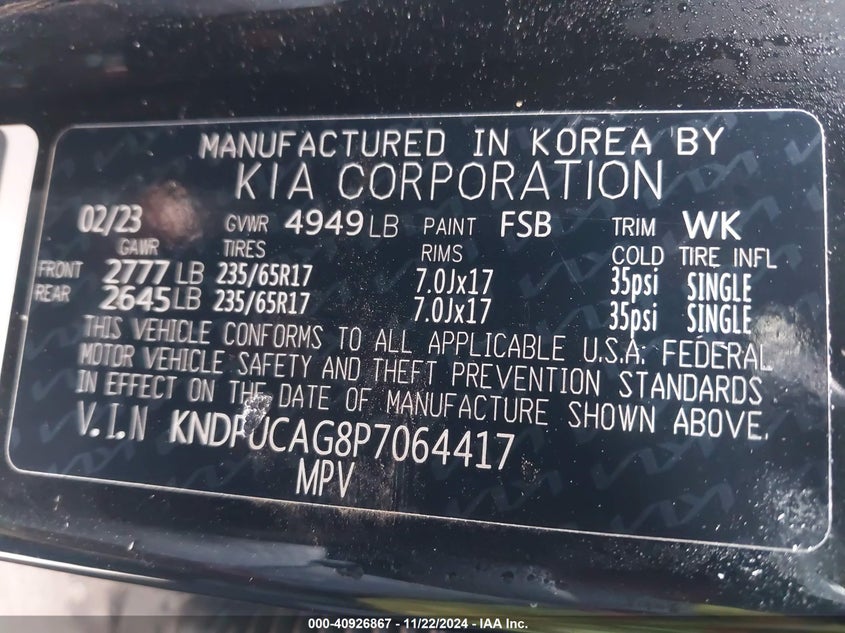 MANUFACTURED IN KOREA BY
KIA CORPORATION
02/23 GVWR 4949 LB PAINT FSB TRIM WK
GAWR TIRES RIMS COLD TIRE INFL
FRONT 2777 LB 235/65R17 7.0Jx17 35psi SINGLE
REAR 2645 LB 235/65R17 7.0Jx17 35psi SINGLE
THIS VEHICLE CONFORMS TO ALL APPLICABLE U.S.A. FEDERAL
MOTOR VEHICLE SAFETY AND THEFT PREVENTION STANDARDS
IN EFFECT ON THE DATE OF MANUFACTURE SHOWN ABOVE.
V.I.N KNDPUCAG8P7064417
MPV
000-40926867 - 11/22/2024 - IAA Inc.